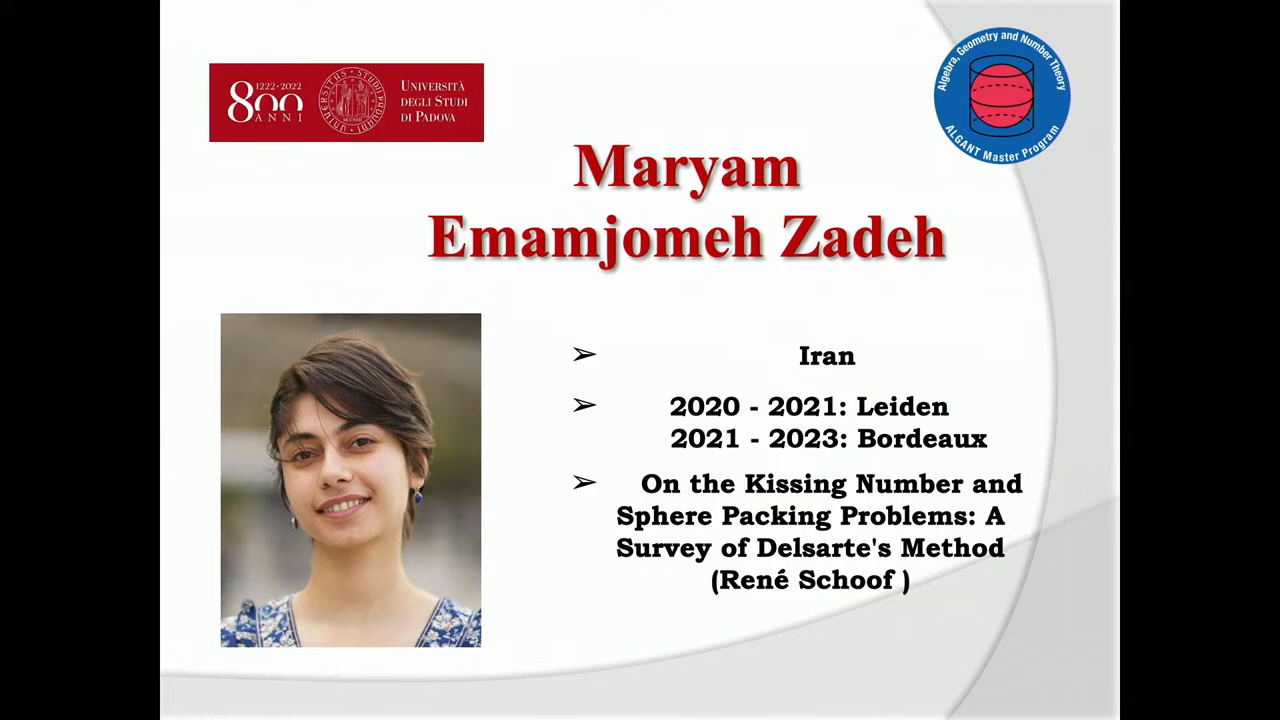 1222·2022
800
ANNI
UNIVERSITÀ
DEGLI STUDI
DI PADOVA
Algebra, Geometry and Number Theory
ALGANT Master Program
Maryam
Emamjomeh Zadeh
➢ Iran
➢ 2020 - 2021: Leiden
2021 - 2023: Bordeaux
➢ On the Kissing Number and
Sphere Packing Problems: A
Survey of Delsarte's Method
(René Schoof )